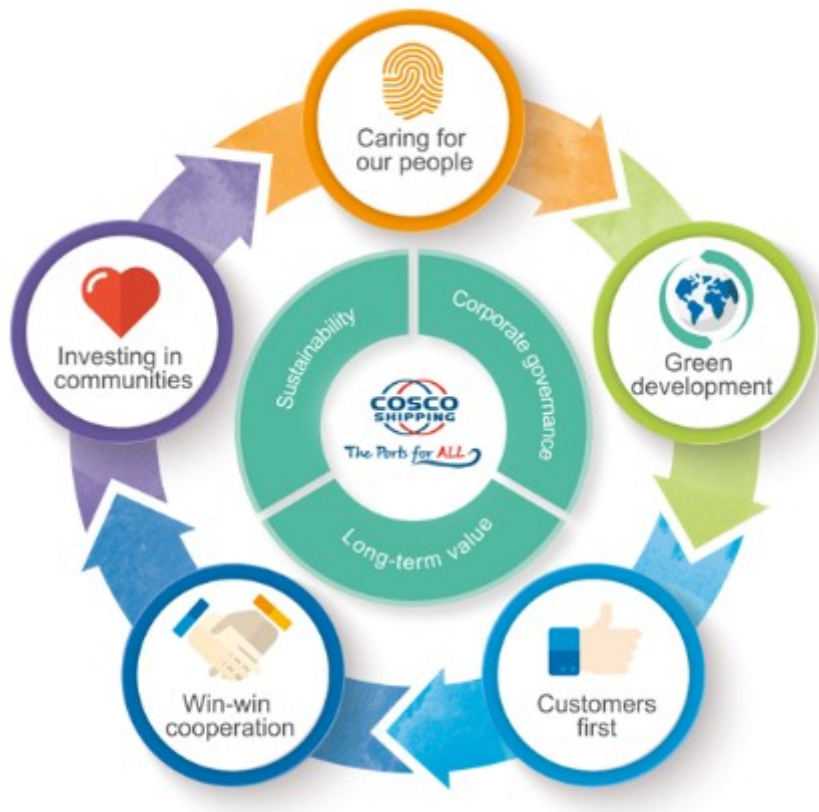 Caring for
our people
Green
development
Customers
first
Win-win
cooperation
Investing in
communities
Sustainability
Corporate governance
Long-term value
COSCO
SHIPPING
The Ports for ALL